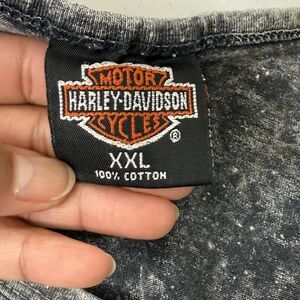 MOTOR
HARLEY-DAVIDSON
CYCLES
®
XXL
100% COTTON